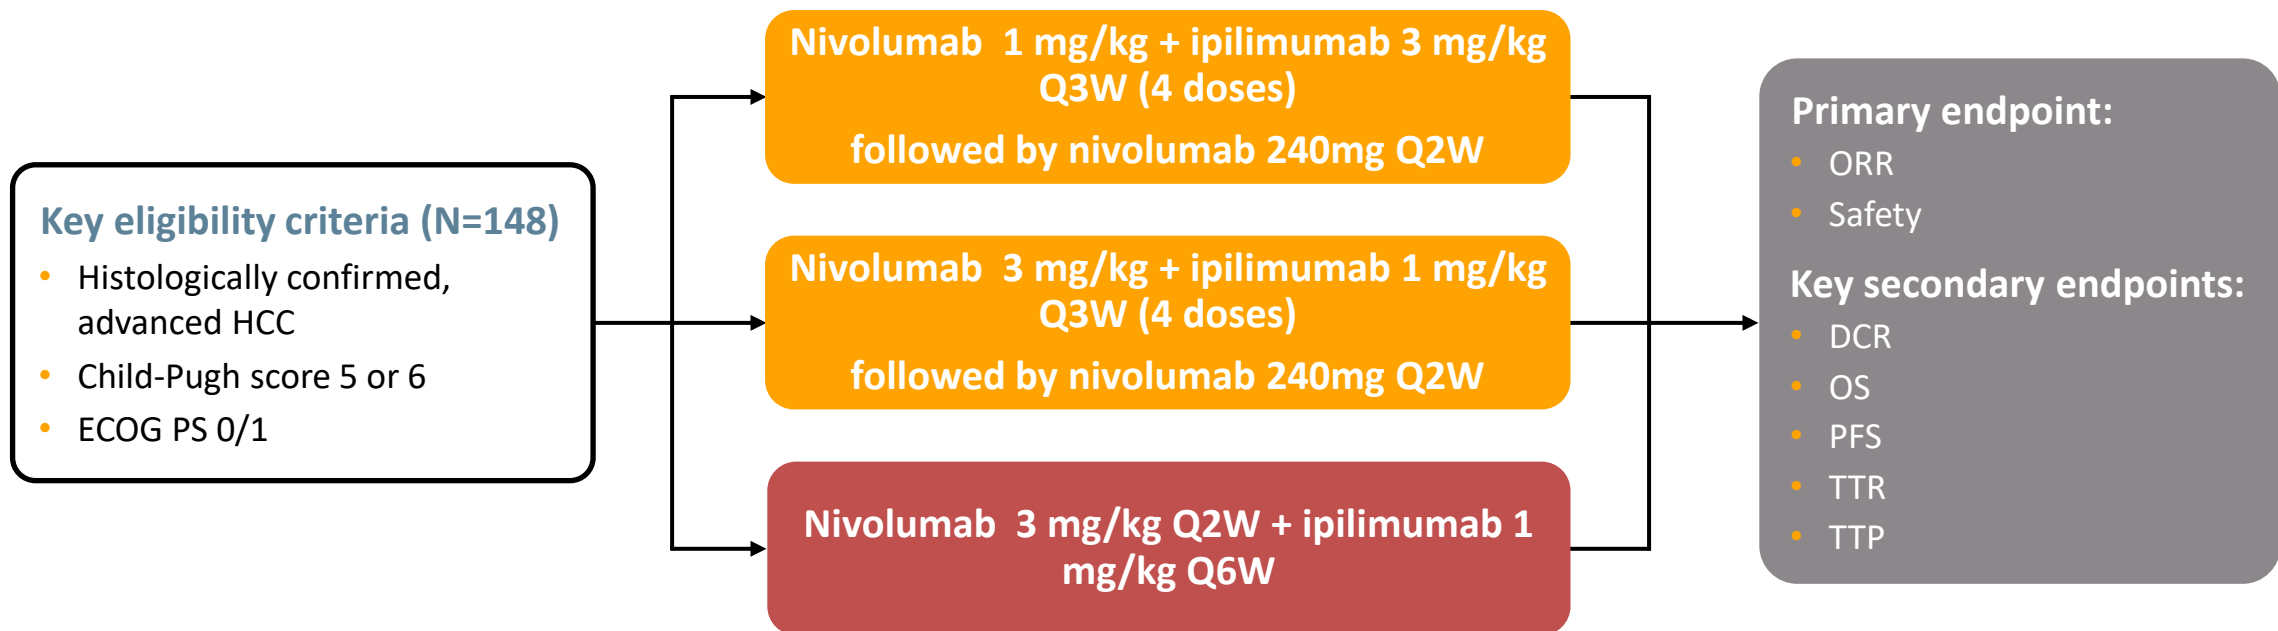 Key eligibility criteria (N=148)
• Histologically confirmed,
advanced HCC
• Child-Pugh score 5 or 6
• ECOG PS 0/1
Nivolumab  1 mg/kg + ipilimumab 3 mg/kg
Q3W (4 doses)
followed by nivolumab 240mg Q2W
Nivolumab  3 mg/kg + ipilimumab 1 mg/kg
Q3W (4 doses)
followed by nivolumab 240mg Q2W
Nivolumab  3 mg/kg Q2W + ipilimumab 1
mg/kg Q6W
Primary endpoint:
• ORR
• Safety
Key secondary endpoints:
• DCR
• OS
• PFS
• TTR
• TTP